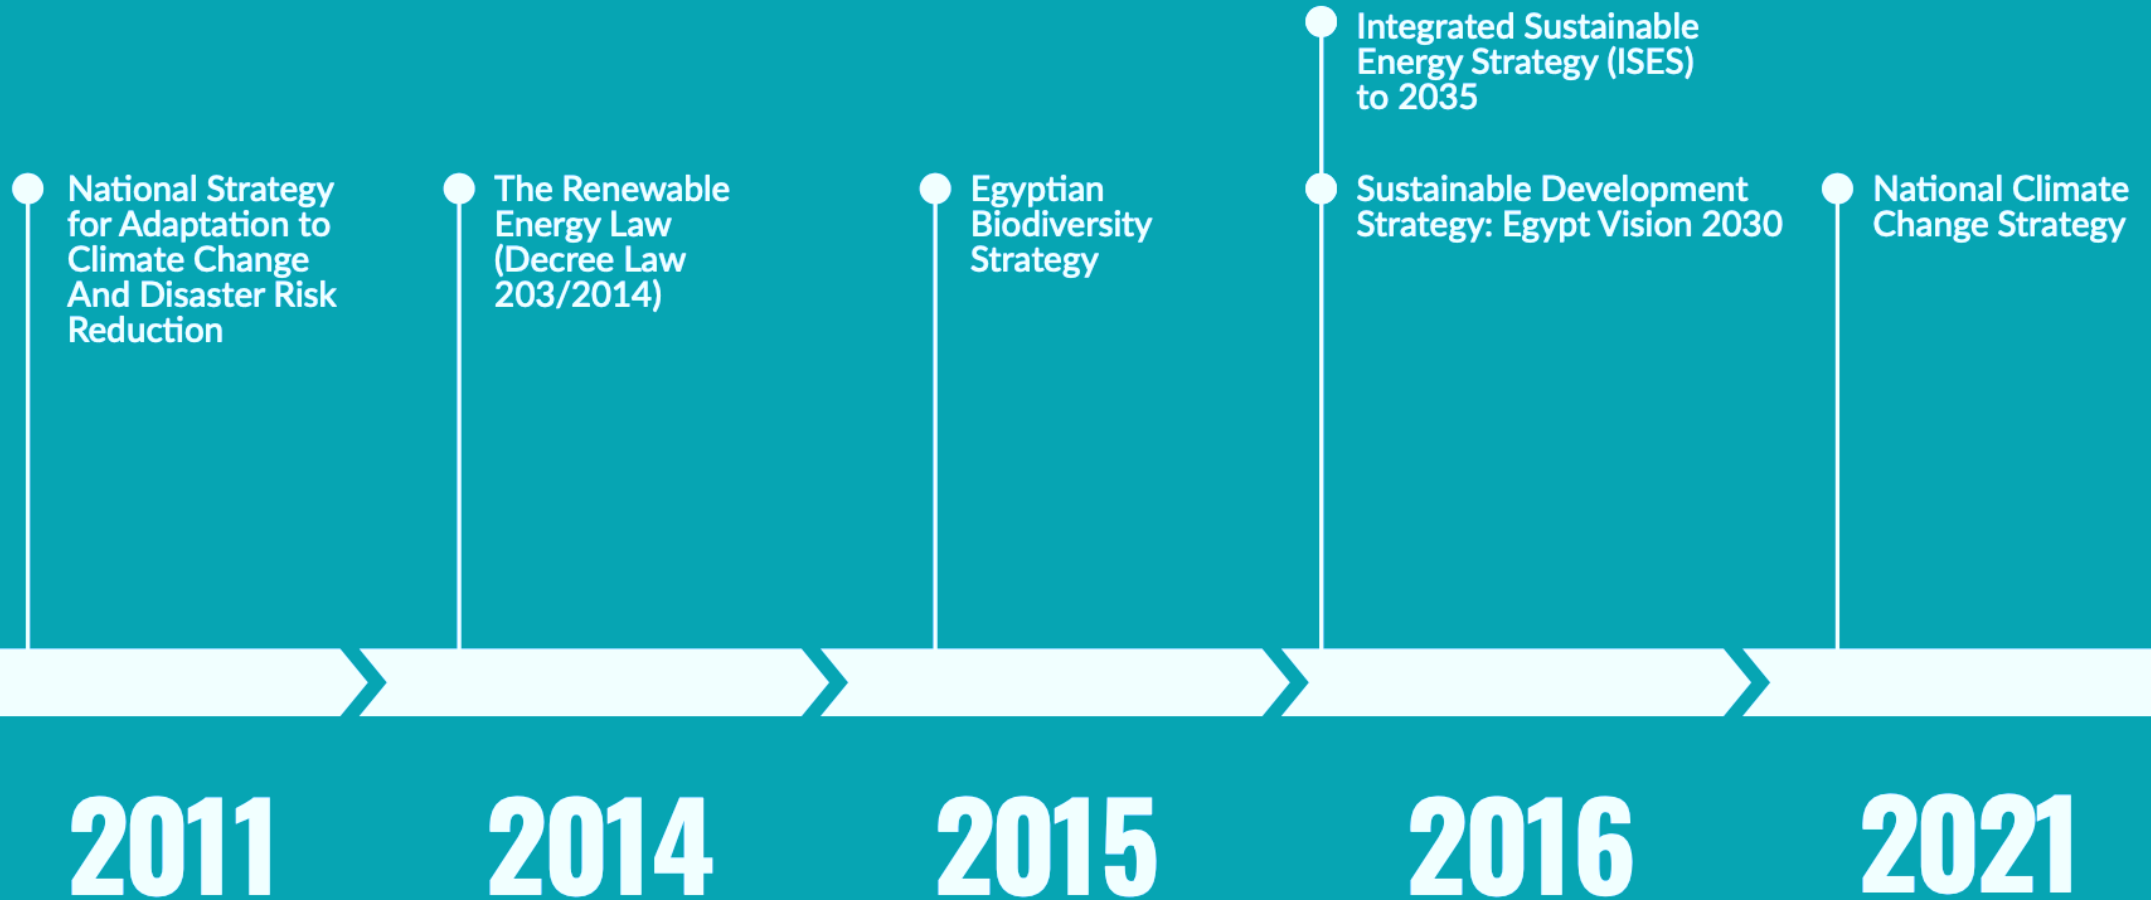 National Strategy
for Adaptation to
Climate Change
And Disaster Risk
Reduction
The Renewable
Energy Law
(Decree Law
203/2014)
Egyptian
Biodiversity
Strategy
Integrated Sustainable
Energy Strategy (ISES)
to 2035
Sustainable Development
Strategy: Egypt Vision 2030
National Climate
Change Strategy
2011
2014
2015
2016
2021